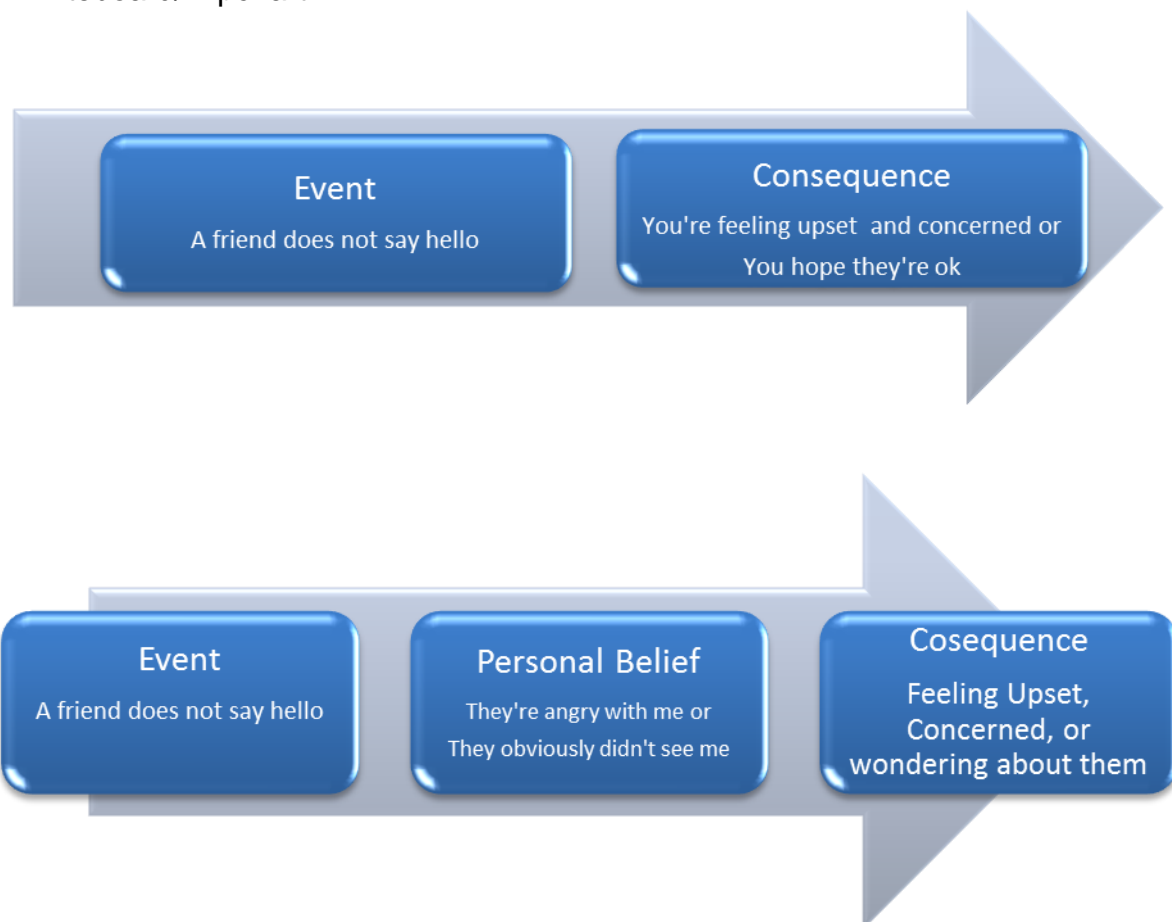 Event
A friend does not say hello
Consequence
You're feeling upset and concerned or
You hope they're ok
Event
A friend does not say hello
Personal Belief
They're angry with me or
They obviously didn't see me
Cosequence
Feeling Upset,
Concerned, or
wondering about them